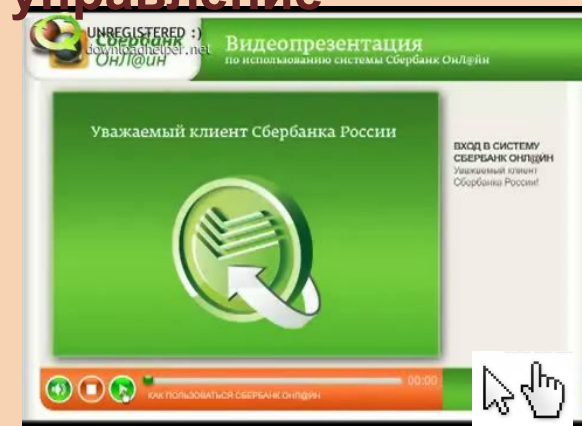 управление
UNREGISTERED :)
Сбербанк
downloadhelper.net
ОнЛ@йн
Видеопрезентация
по использованию системы Сбербанк ОнЛ@йн
Уважаемый клиент Сбербанка России
ВХОД В СИСТЕМУ
СБЕРБАНК ОНЛ@ЙН
Уважаемый клиент
Сбербанка России!
00:00
КАК ПОЛЬЗОВАТЬСЯ СБЕРБАНК ОНЛ@ЙН